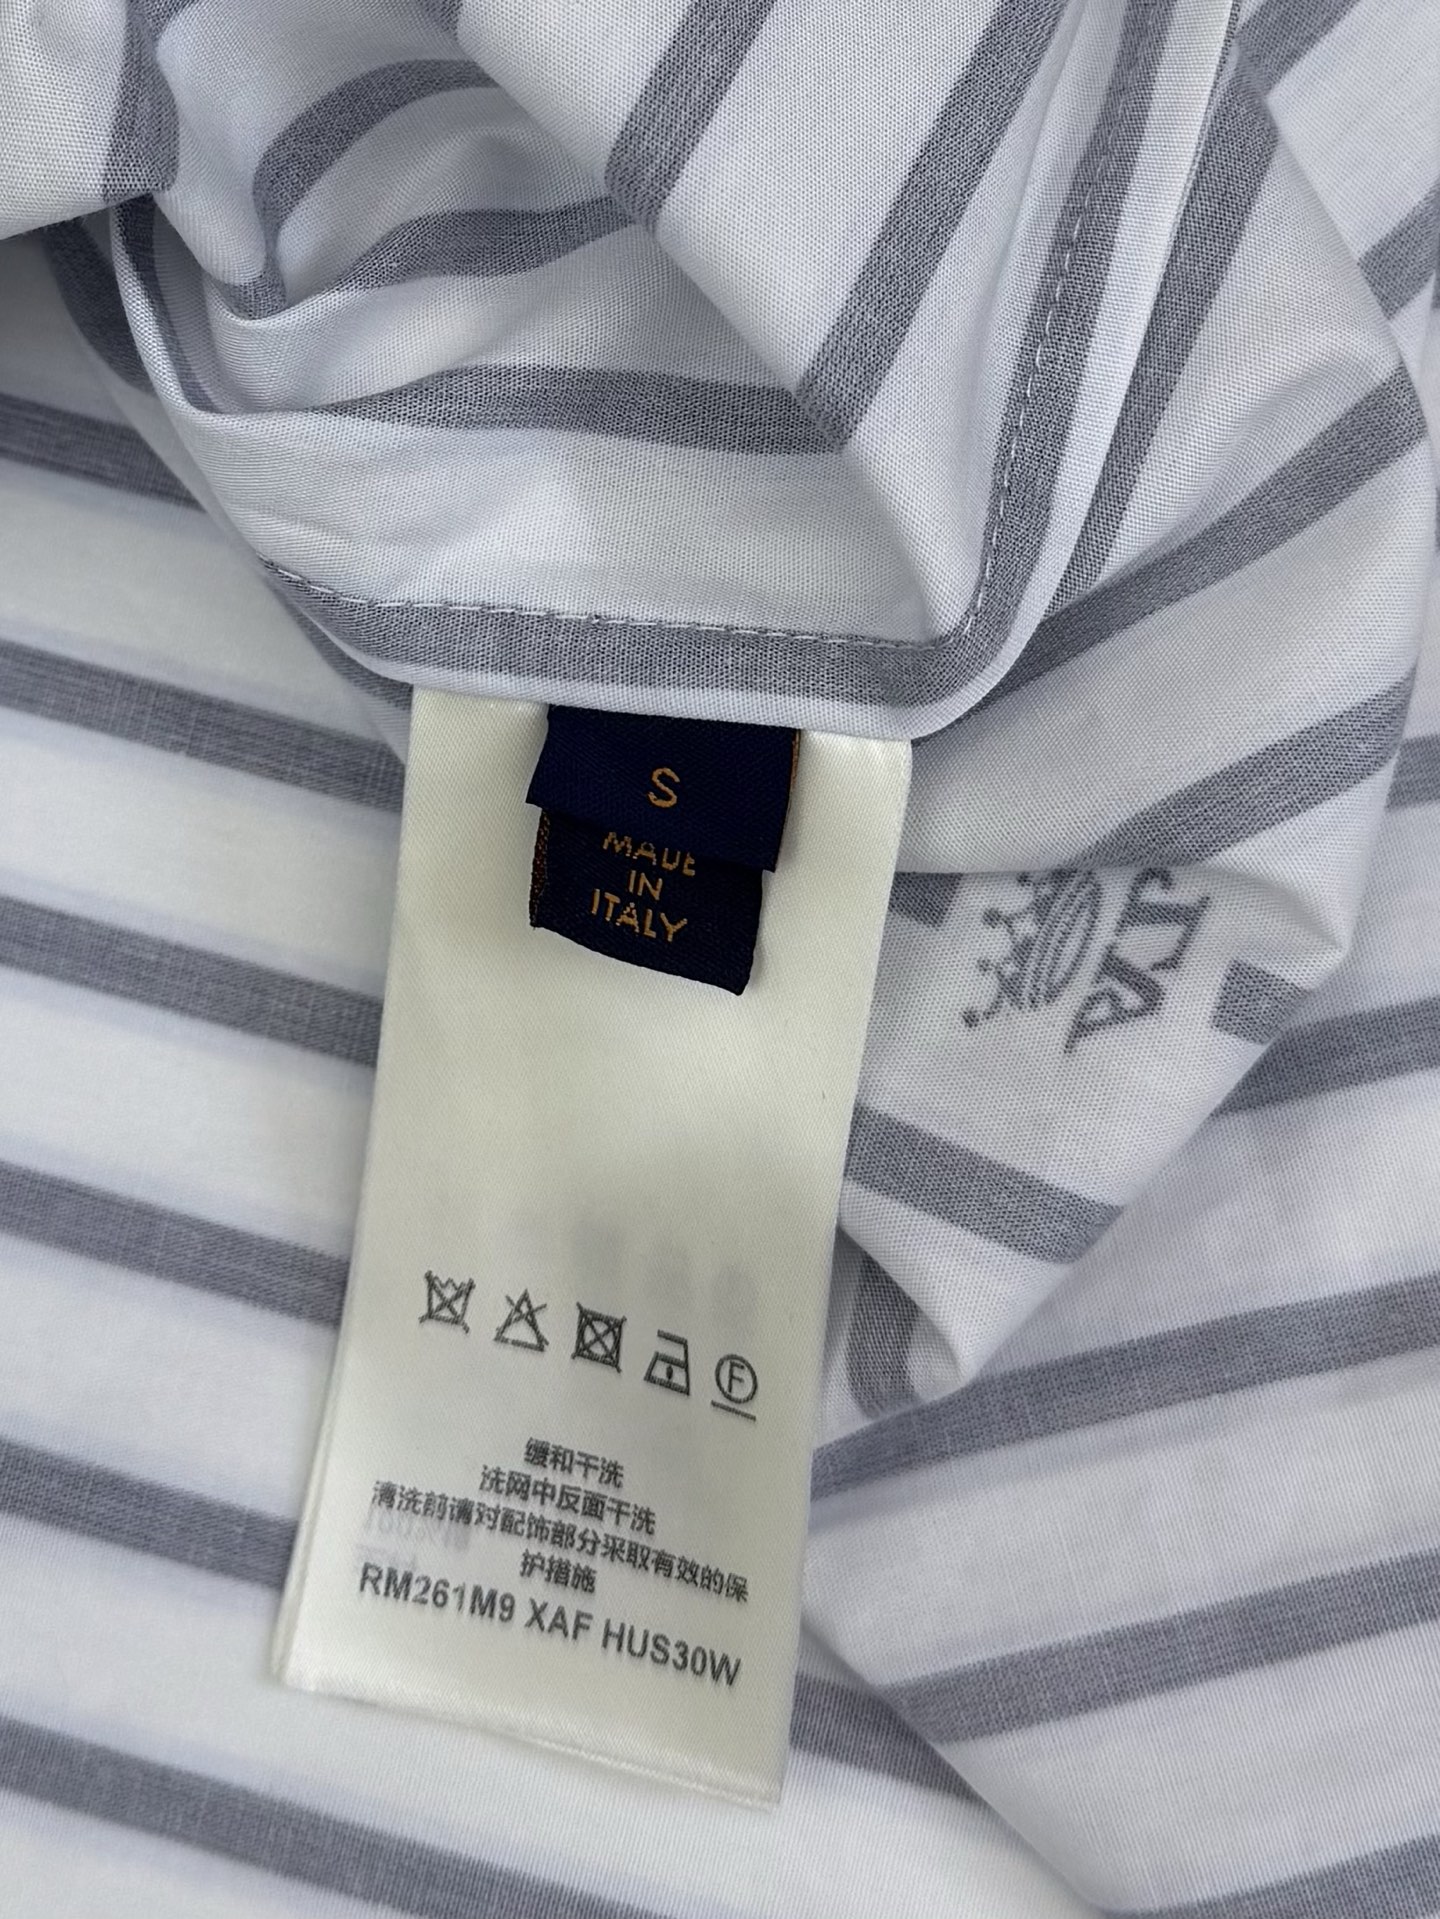 S
MADE
IN
ITALY
F
缓和干洗
洗网中反面干洗
清洗前请对配饰部分采取有效的保
护措施
RM261M9 XAF HUS30W